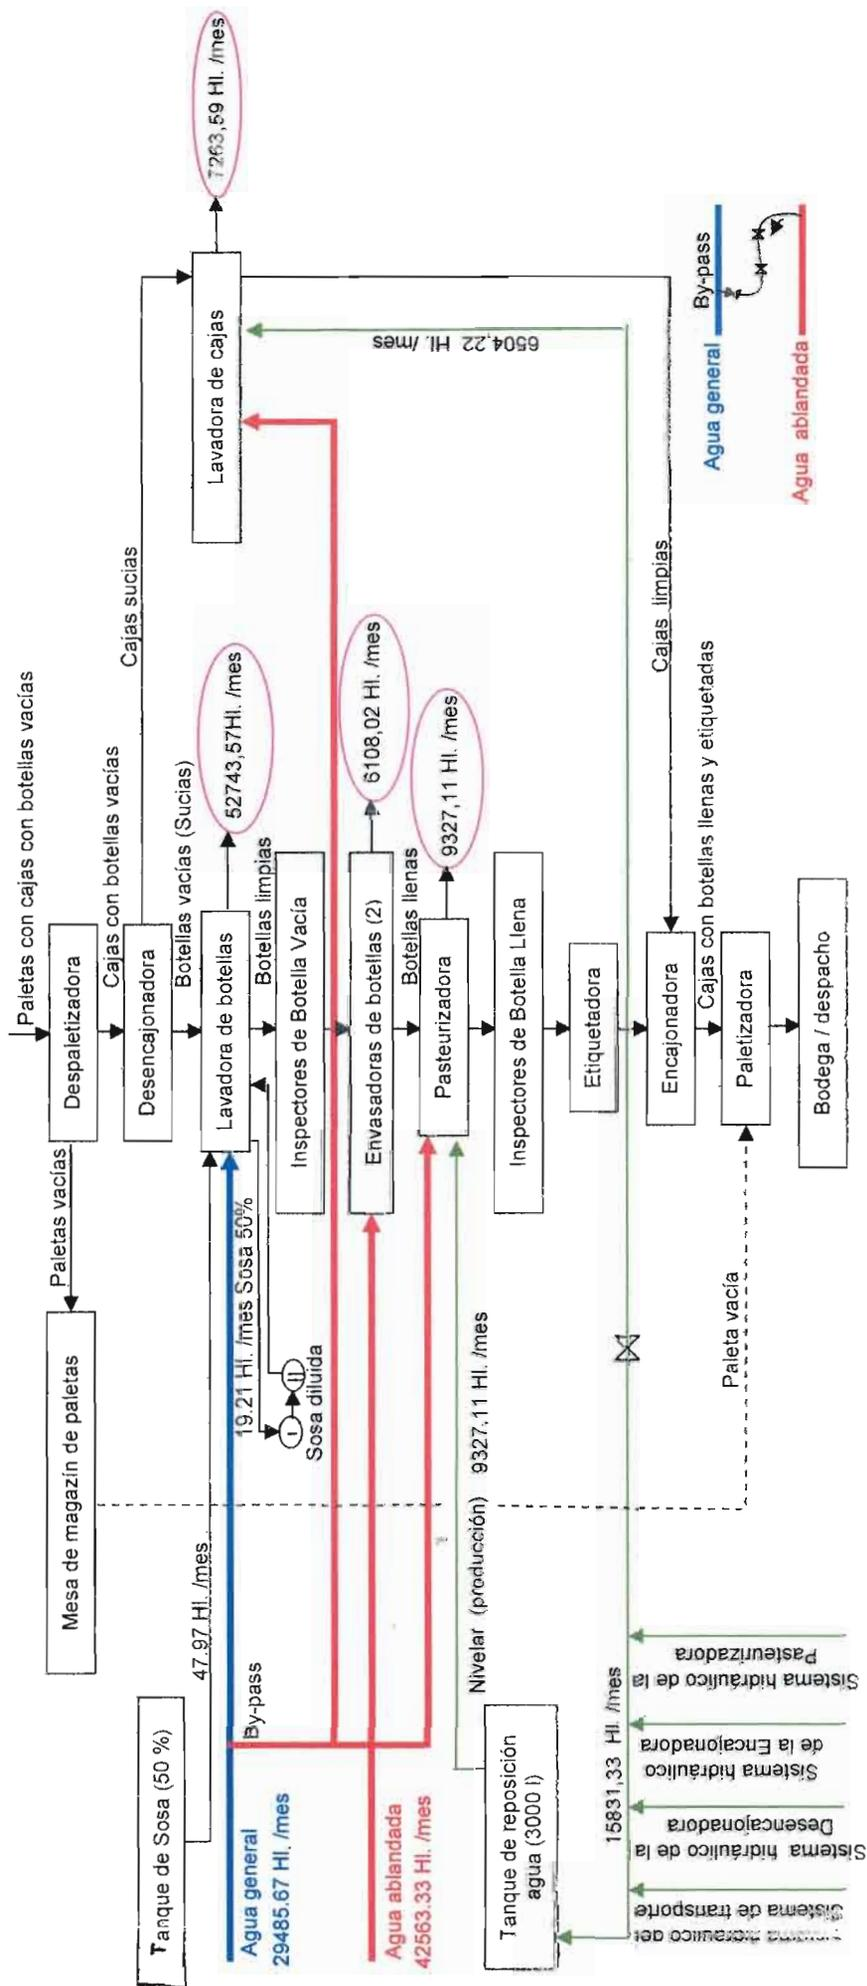 Paletas con cajas con botellas vacías
Despaletizadora
Paletas vacías
Mesa de magazín de paletas
Cajas con botellas vacías
Desencajonadora
Cajas sucias
Botellas vacías (Sucias)
Lavadora de cajas
7263,59 Hl. /mes
Tanque de Sosa (50 %)
47.97 Hl. /mes
Lavadora de botellas
52743,57Hl. /mes
By-pass
19.21 Hl. /mes Sosa 50%
I
II
Sosa diluida
Agua general
29485.67 Hl. /mes
Botellas limpias
Inspectores de Botella Vacía
Envasadoras de botellas (2)
6108,02 Hl. /mes
Agua ablandada
42563.33 Hl. /mes
Botellas llenas
Pasteurizadora
9327,11 Hl. /mes
Nivelar (producción) 9327.11 Hl. /mes
Tanque de reposición
agua (3000 l)
Inspectores de Botella Llena
Etiquetadora
6504,22 Hl. /mes
15831,33 Hl. /mes
Cajas limpias
Encajonadora
Cajas con botellas llenas y etiquetadas
Paleta vacía
Paletizadora
Bodega / despacho
Sistema hidráulico del
Sistema de transporte
Sistema hidráulico de la
Desencajonadora
Sistema hidráulico
de la Encajonadora
Sistema hidráulico de la
Pasteurizadora
Agua general
By-pass
Agua ablandada